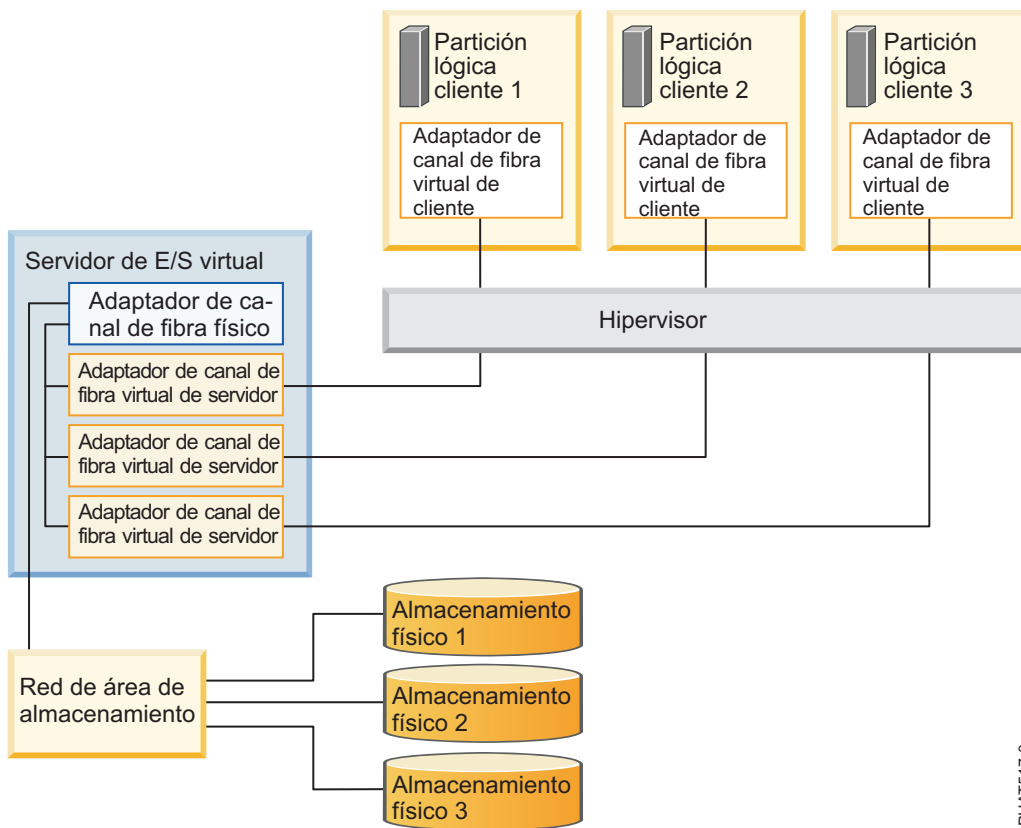 Partición
lógica
cliente 1
Adaptador de
canal de fibra
virtual de
cliente
Partición
lógica
cliente 2
Adaptador de
canal de fibra
virtual de
cliente
Partición
lógica
cliente 3
Adaptador de
canal de fibra
virtual de
cliente
Servidor de E/S virtual
Adaptador de ca-
nal de fibra físico
Adaptador de canal de
fibra virtual de servidor
Adaptador de canal de
fibra virtual de servidor
Adaptador de canal de
fibra virtual de servidor
Hipervisor
Red de área de
almacenamiento
Almacenamiento
físico 1
Almacenamiento
físico 2
Almacenamiento
físico 3